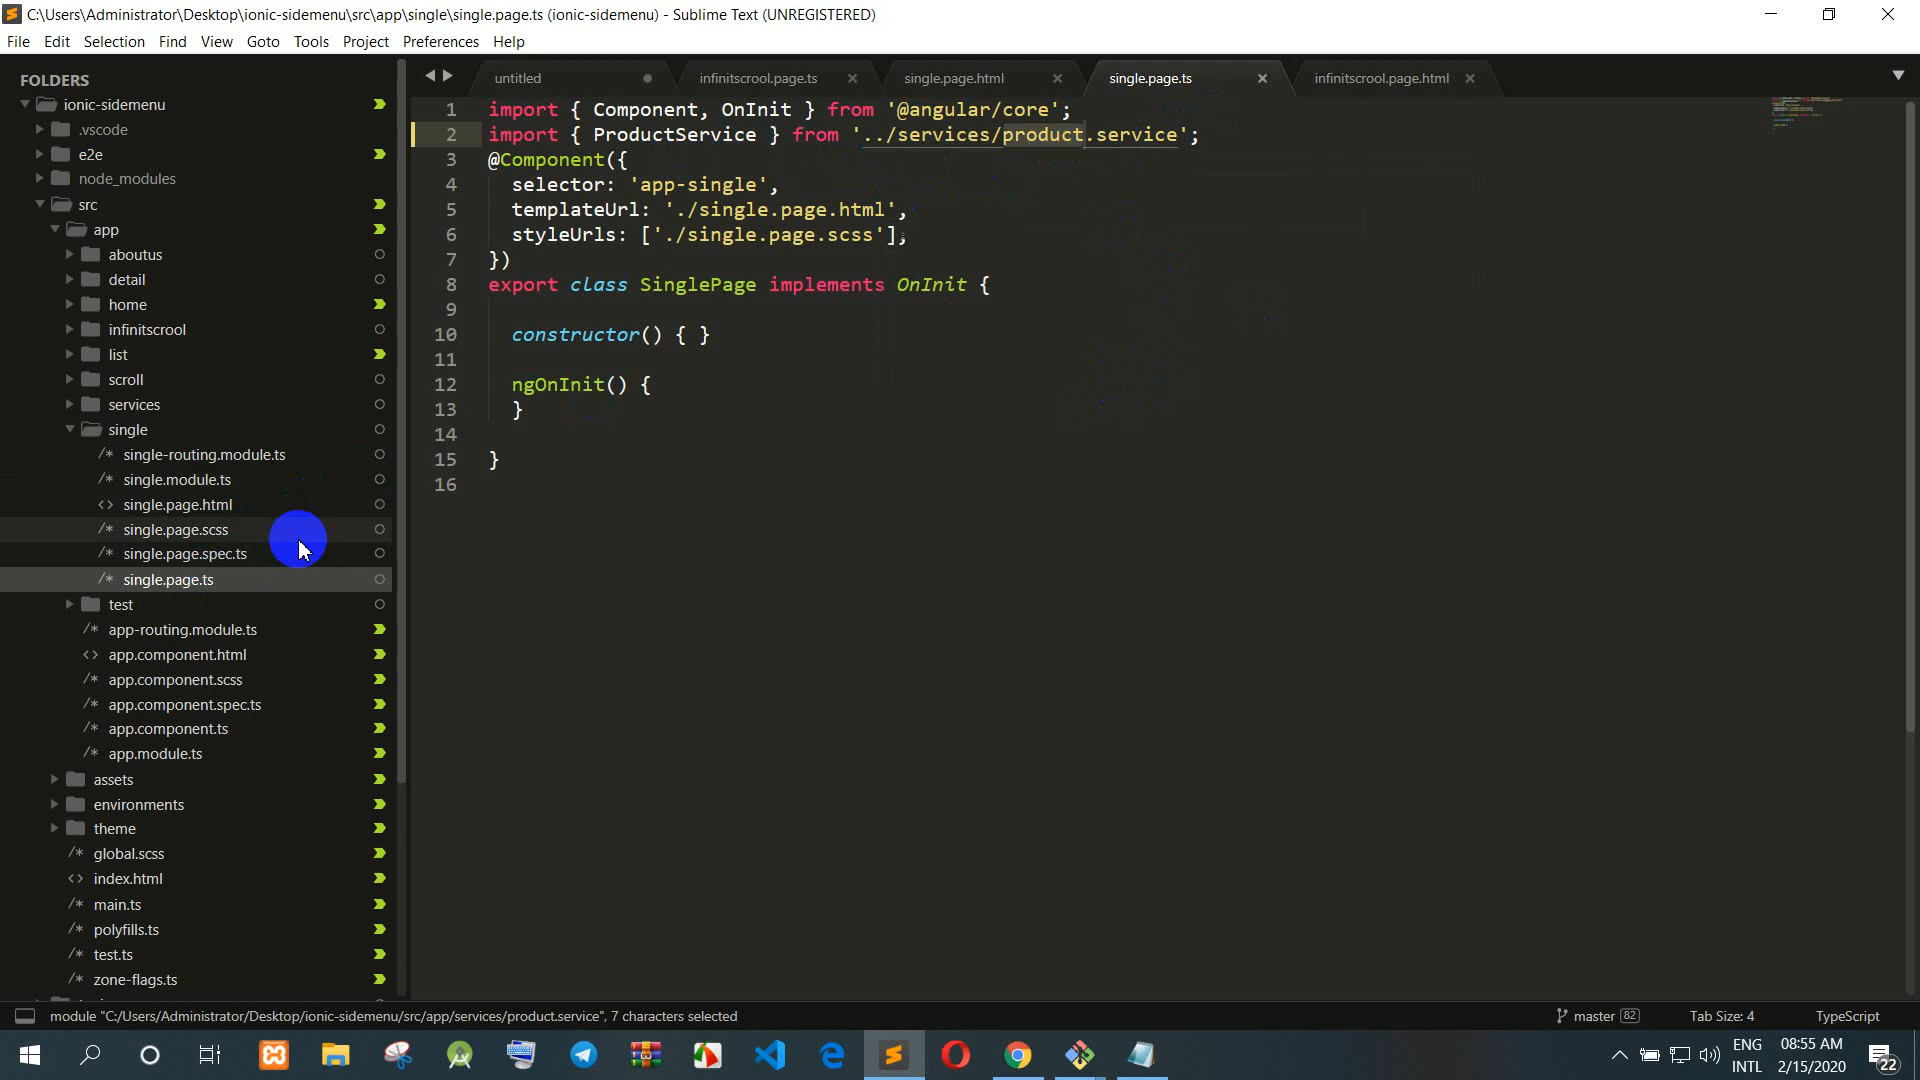 C:\Users\Administrator\Desktop\ionic-sidemenu\src\app\single\single.page.ts (ionic-sidemenu) - Sublime Text (UNREGISTERED)
File Edit Selection Find View Goto Tools Project Preferences Help
FOLDERS
ionic-sidemenu
.vscode
e2e
node_modules
src
app
aboutus
detail
home
infinitscrool
list
scroll
services
single
/* single-routing.module.ts
/* single.module.ts
<> single.page.html
/* single.page.scss
/* single.page.spec.ts
/* single.page.ts
test
/* app-routing.module.ts
<> app.component.html
/* app.component.scss
/* app.component.spec.ts
/* app.component.ts
/* app.module.ts
assets
environments
theme
/* global.scss
<> index.html
/* main.ts
/* polyfills.ts
/* test.ts
/* zone-flags.ts
untitled infinitscrool.page.ts single.page.html single.page.ts infinitscrool.page.html
1 import { Component, OnInit } from '@angular/core';
2 import { ProductService } from '../services/product.service';
3 @Component({
4 selector: 'app-single',
5 templateUrl: './single.page.html',
6 styleUrls: ['./single.page.scss'],
7 })
8 export class SinglePage implements OnInit {
9
10 constructor() { }
11
12 ngOnInit() {
13 }
14
15 }
16
module "C:/Users/Administrator/Desktop/ionic-sidemenu/src/app/services/product.service", 7 characters selected
master 82 Tab Size: 4 TypeScript
ENG 08:55 AM
INTL 2/15/2020 22